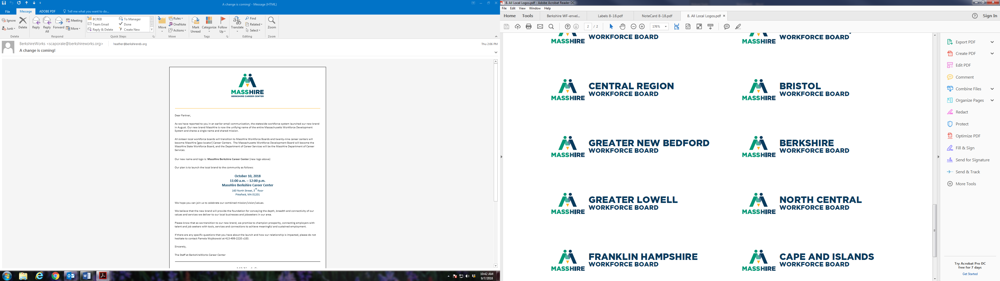 A change is coming! - Message (HTML)
File
Message
ADOBE PDF
Tell me what you want to do...
Ignore
Junk
Delete
Reply
Reply All
Forward
Meeting
More
BCREB
Team Email
Reply & Delete
To Manager
Done
Create New
Move
Rules
OneNote
Actions
Mark Unread
Categorize
Follow Up
Translate
Find
Related
Select
Zoom
Delete
Respond
Quick Steps
Move
Tags
Editing
Zoom
BerkshireWorks <scaporale@berkshireworks.org>
heather@berkshirereb.org
Thu 2:06 PM
A change is coming!
MASSHIRE
BERKSHIRE CAREER CENTER
Dear Partner,
As we have reported to you in an earlier email communication, the statewide workforce system launched our new brand
in August. Our new brand MassHire is now the unifying name of the entire Massachusetts Workforce Development
System and shares a single name and shared mission.
All sixteen local workforce boards will transition to MassHire Workforce Boards and twenty-nine career centers will
become MassHire [geo-locator] Career Centers. The Massachusetts Workforce Development Board will become the
MassHire State Workforce Board, and the Department of Career Services will be the MassHire Department of Career
Services.
Our new name and logo is: MassHire Berkshire Career Center (new logo above)
Our plan is to launch the local brand to the community as follows:
October 10, 2018
11:00 a.m. – 12:00 p.m.
MassHire Berkshire Career Center
160 North Street, 3rd floor
Pittsfield, MA 01201
We hope you can join us to celebrate our combined mission/vision/values.
We believe that the new brand will provide the foundation for conveying the depth, breadth and connectivity of our
values and services we deliver to our local businesses and jobseekers in our area.
Please know that as we transition to our new brand, we promise to champion prosperity, connecting employers with
talent and job seekers with tools, services and connections to achieve meaningful and sustained employment.
If there are any specific questions that you have about the launch and how our relationship is impacted, please do not
hesitate to contact Pamela Wojtkowski at 413-499-2220 x183.
Sincerely,
The Staff at BerkshireWorks Career Center
10:42 AM
9/7/2018
8. All Local Logos.pdf - Adobe Acrobat Reader DC
File Edit View Window Help
Home
Tools
Berkshire WF-envel...
Labels 8-18.pdf
NoteCard 8-18.pdf
8. All Local Logos.pdf
Sign In
2 / 2
176%
MASSHIRE
WORKFORCE BOARD
MASSHIRE
WORKFORCE BOARD
MASSHIRE
CENTRAL REGION
WORKFORCE BOARD
MASSHIRE
BRISTOL
WORKFORCE BOARD
MASSHIRE
GREATER NEW BEDFORD
WORKFORCE BOARD
MASSHIRE
BERKSHIRE
WORKFORCE BOARD
MASSHIRE
GREATER LOWELL
WORKFORCE BOARD
MASSHIRE
NORTH CENTRAL
WORKFORCE BOARD
MASSHIRE
FRANKLIN HAMPSHIRE
WORKFORCE BOARD
MASSHIRE
CAPE AND ISLANDS
WORKFORCE BOARD
Export PDF
Create PDF
Edit PDF
Comment
Combine Files
Organize Pages
Redact
Protect
Optimize PDF
Fill & Sign
Send for Signature
Send & Track
More Tools
Try Acrobat Pro DC
free for 7 days
Get Started